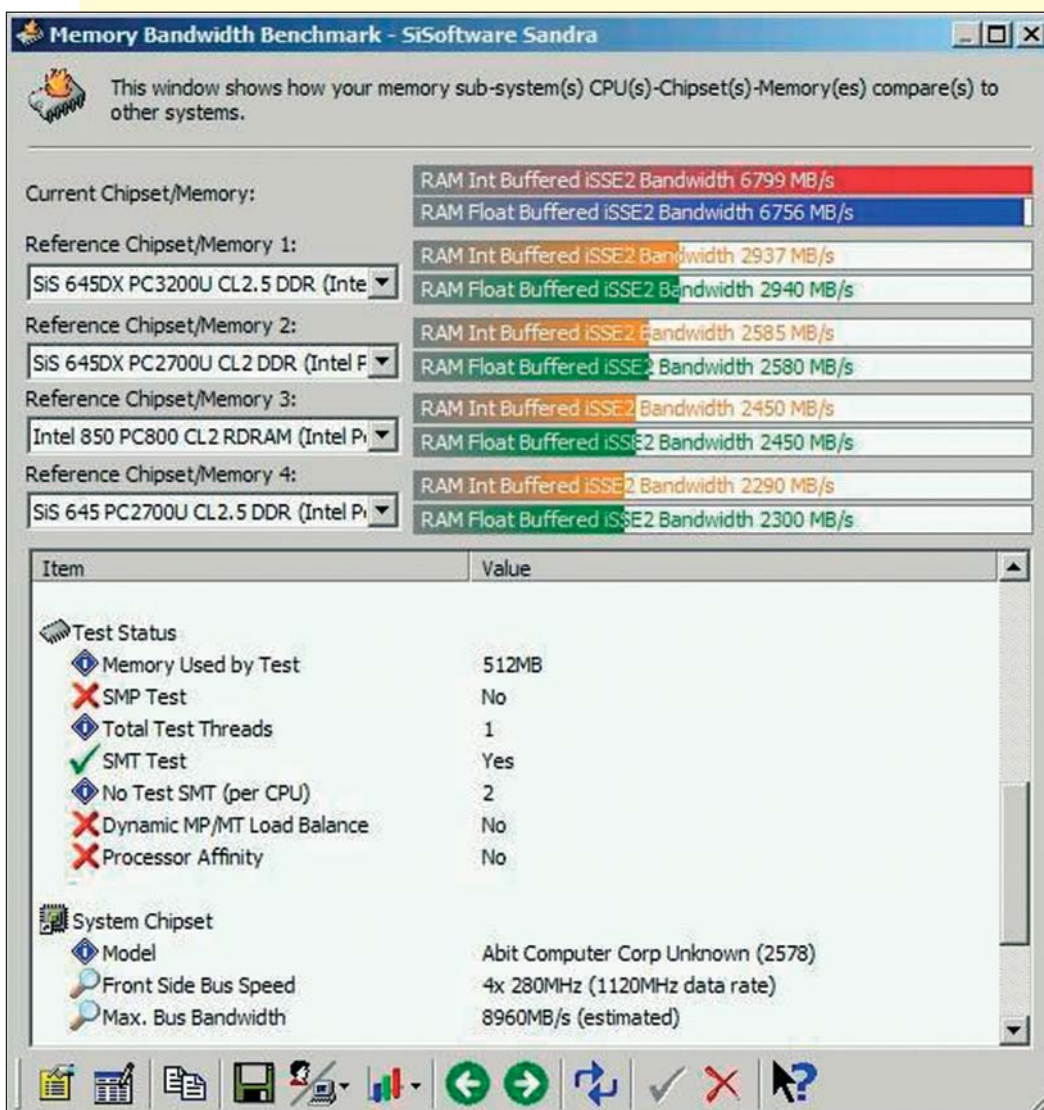 Memory Bandwidth Benchmark - SiSoftware Sandra
This window shows how your memory sub-system(s) CPU(s)-Chipset(s)-Memory(es) compare(s) to
other systems.
Current Chipset/Memory:
RAM Int Buffered iSSE2 Bandwidth 6799 MB/s
RAM Float Buffered iSSE2 Bandwidth 6756 MB/s
Reference Chipset/Memory 1:
SiS 645DX PC3200U CL2.5 DDR (Inte
RAM Int Buffered iSSE2 Bandwidth 2937 MB/s
RAM Float Buffered iSSE2 Bandwidth 2940 MB/s
Reference Chipset/Memory 2:
SiS 645DX PC2700U CL2 DDR (Intel P
RAM Int Buffered iSSE2 Bandwidth 2585 MB/s
RAM Float Buffered iSSE2 Bandwidth 2580 MB/s
Reference Chipset/Memory 3:
Intel 850 PC800 CL2 RDRAM (Intel P
RAM Int Buffered iSSE2 Bandwidth 2450 MB/s
RAM Float Buffered iSSE2 Bandwidth 2450 MB/s
Reference Chipset/Memory 4:
SiS 645 PC2700U CL2.5 DDR (Intel P
RAM Int Buffered iSSE2 Bandwidth 2290 MB/s
RAM Float Buffered iSSE2 Bandwidth 2300 MB/s
Item Value
Test Status
Memory Used by Test 512MB
SMP Test No
Total Test Threads 1
SMT Test Yes
No Test SMT (per CPU) 2
Dynamic MP/MT Load Balance No
Processor Affinity No
System Chipset
Model Abit Computer Corp Unknown (2578)
Front Side Bus Speed 4x 280MHz (1120MHz data rate)
Max. Bus Bandwidth 8960MB/s (estimated)